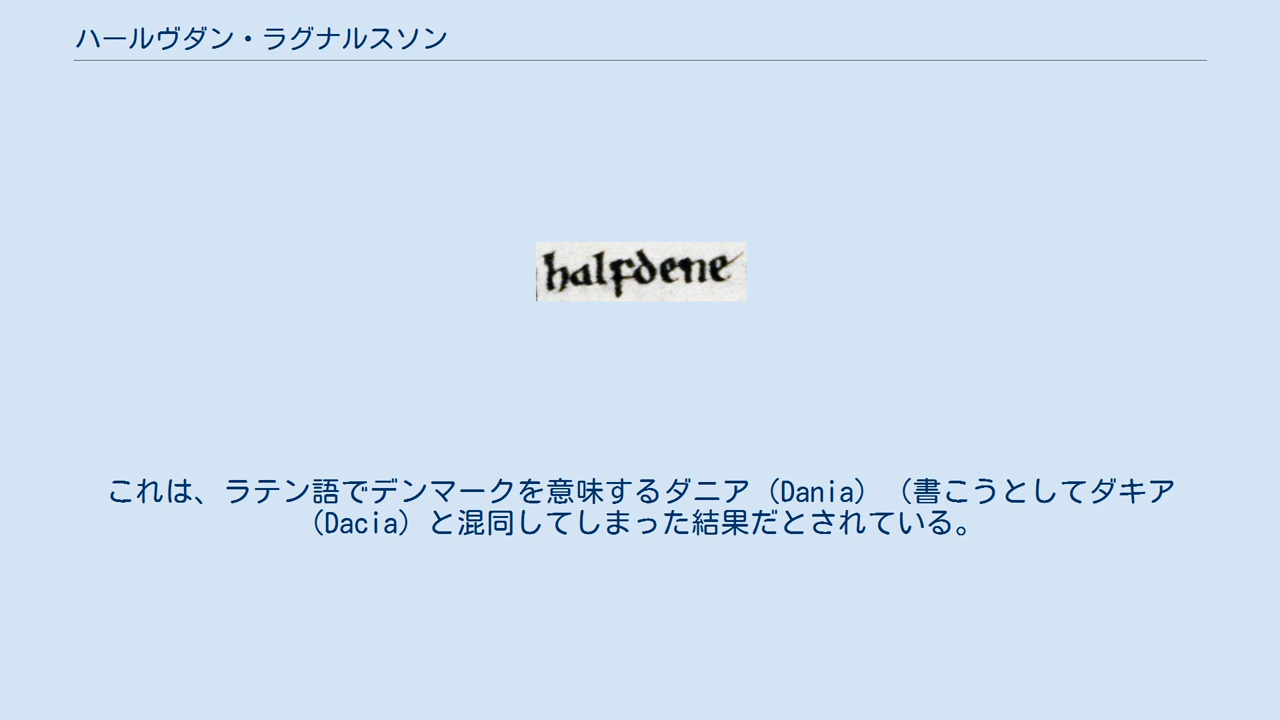 ハールヴダン・ラグナルスソン
halfdene
これは、ラテン語でデンマークを意味するダニア（Dania）（書こうとしてダキア
（Dacia）と混同してしまった結果だとされている。